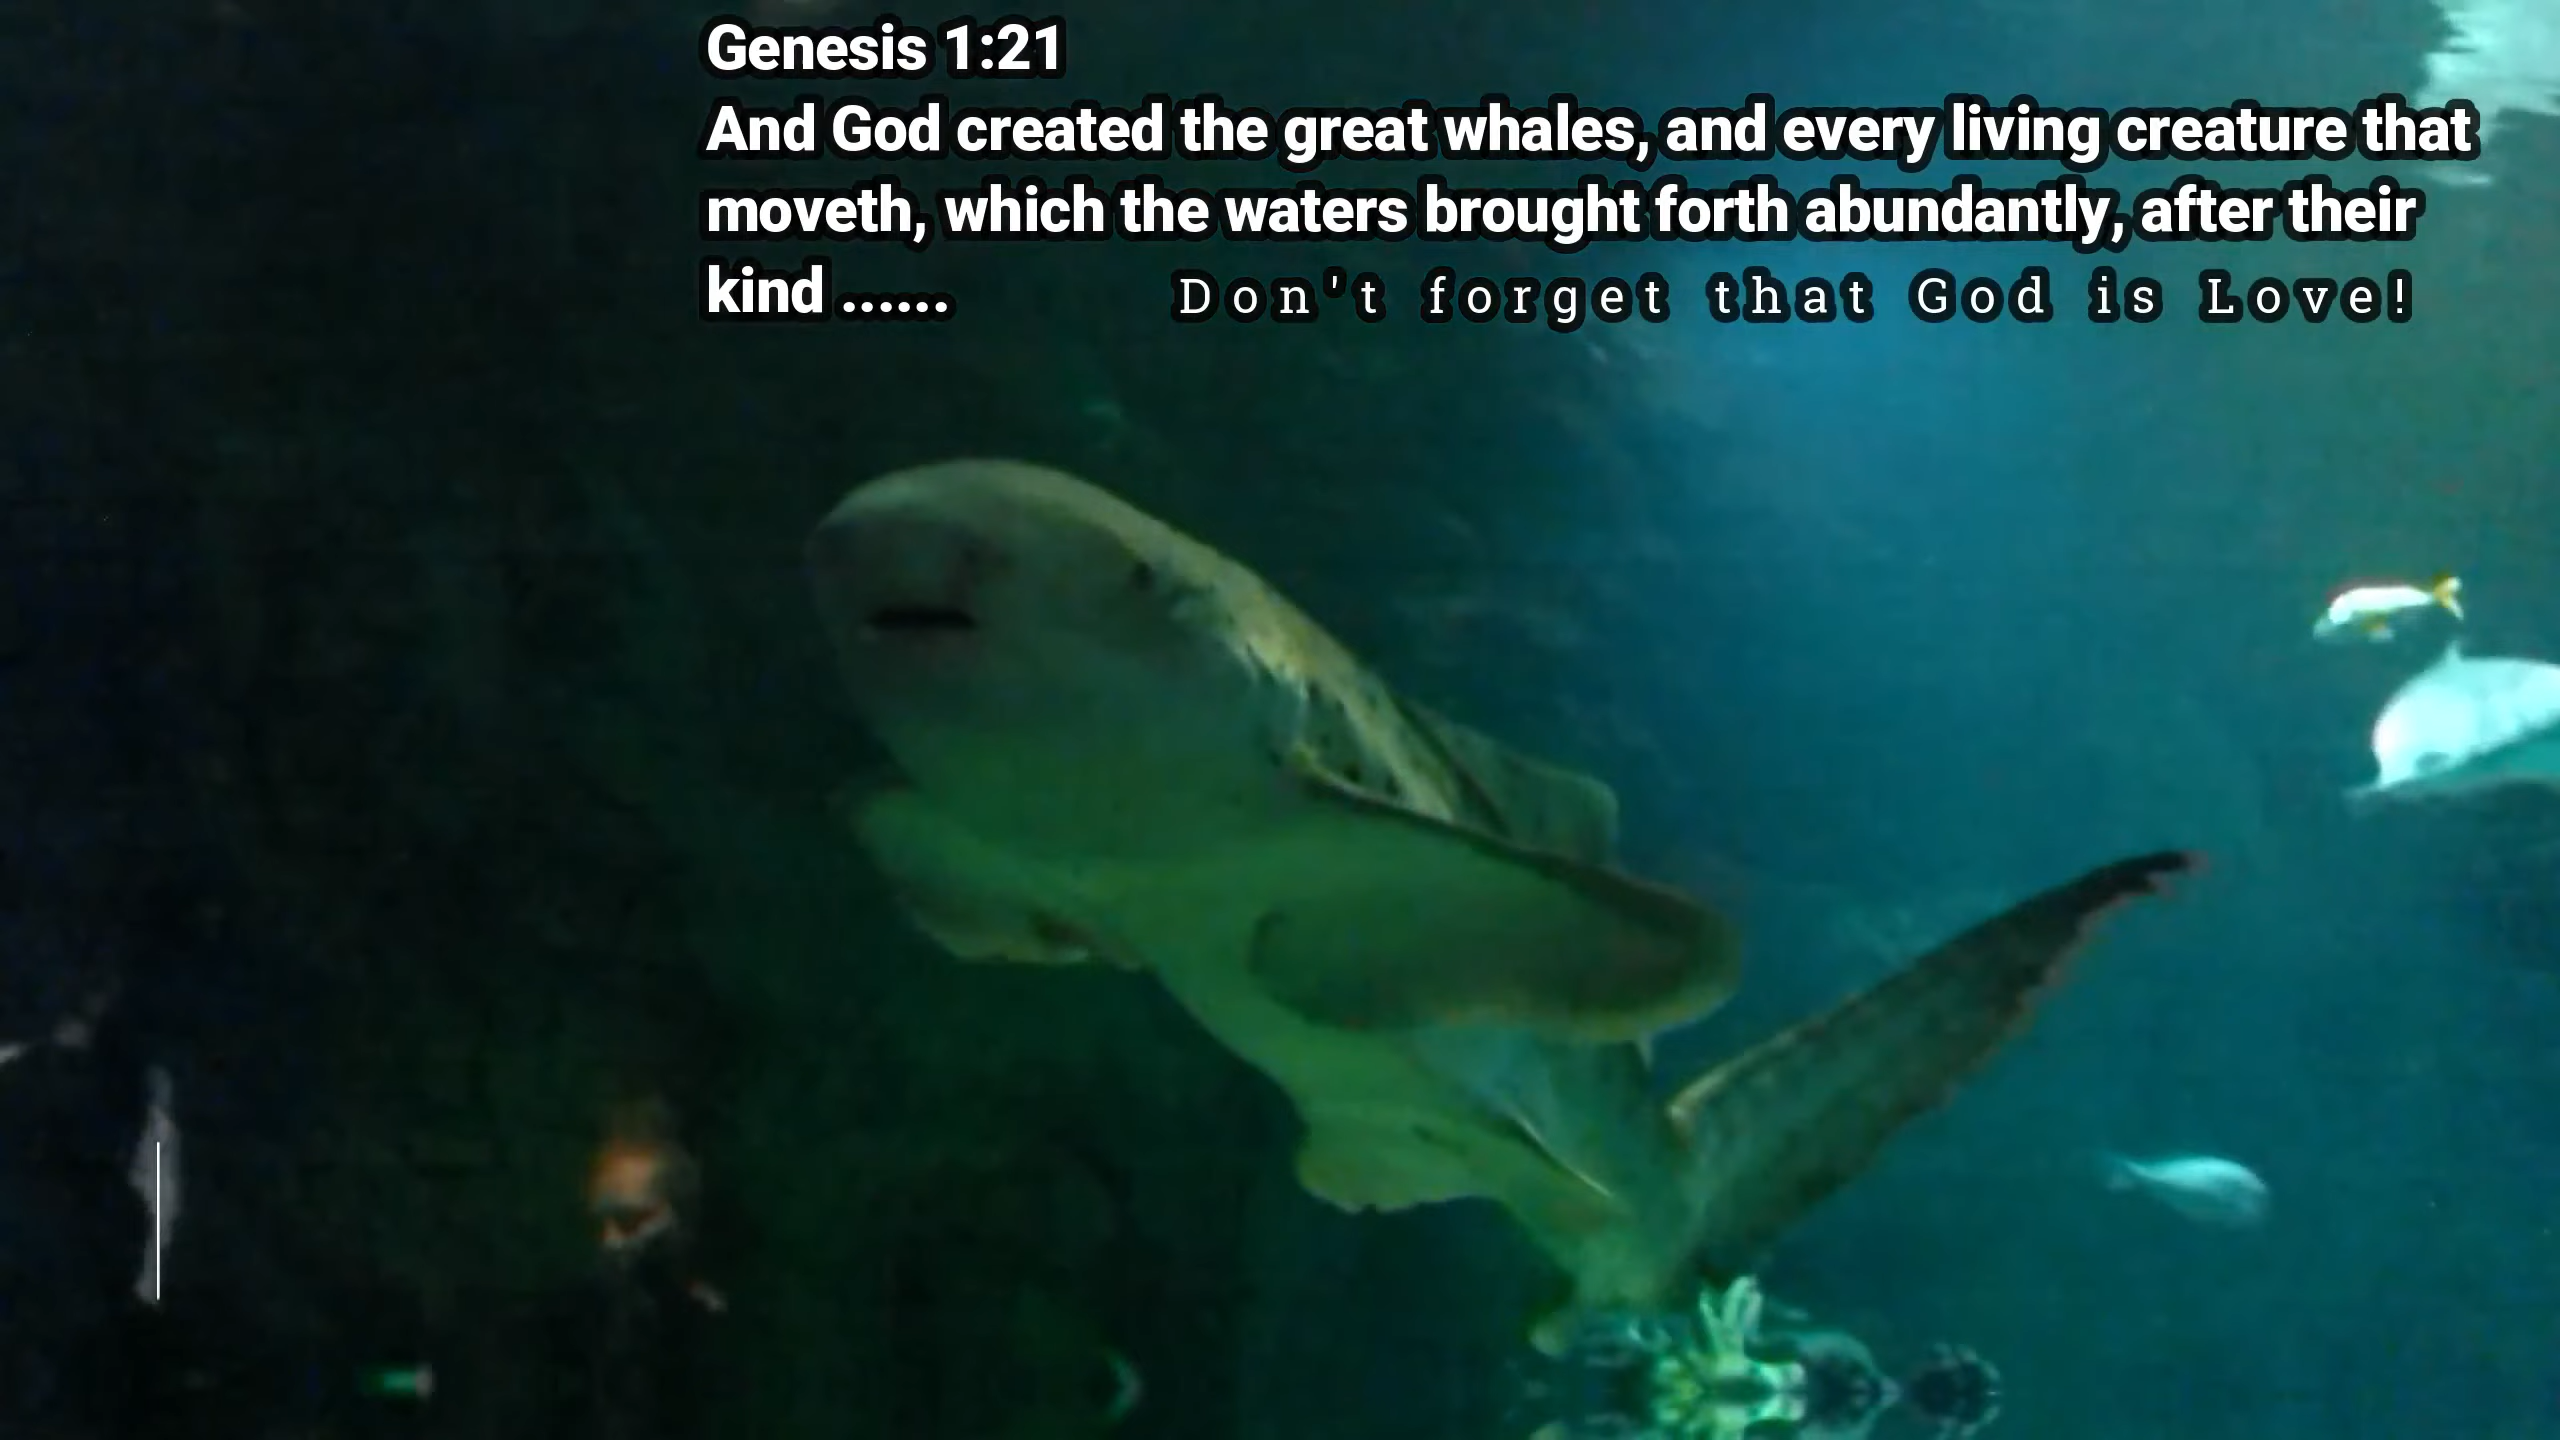 Genesis 1:21
And God created the great whales, and every living creature that
moveth, which the waters brought forth abundantly, after their
kind ...... Don't forget that God is Love!